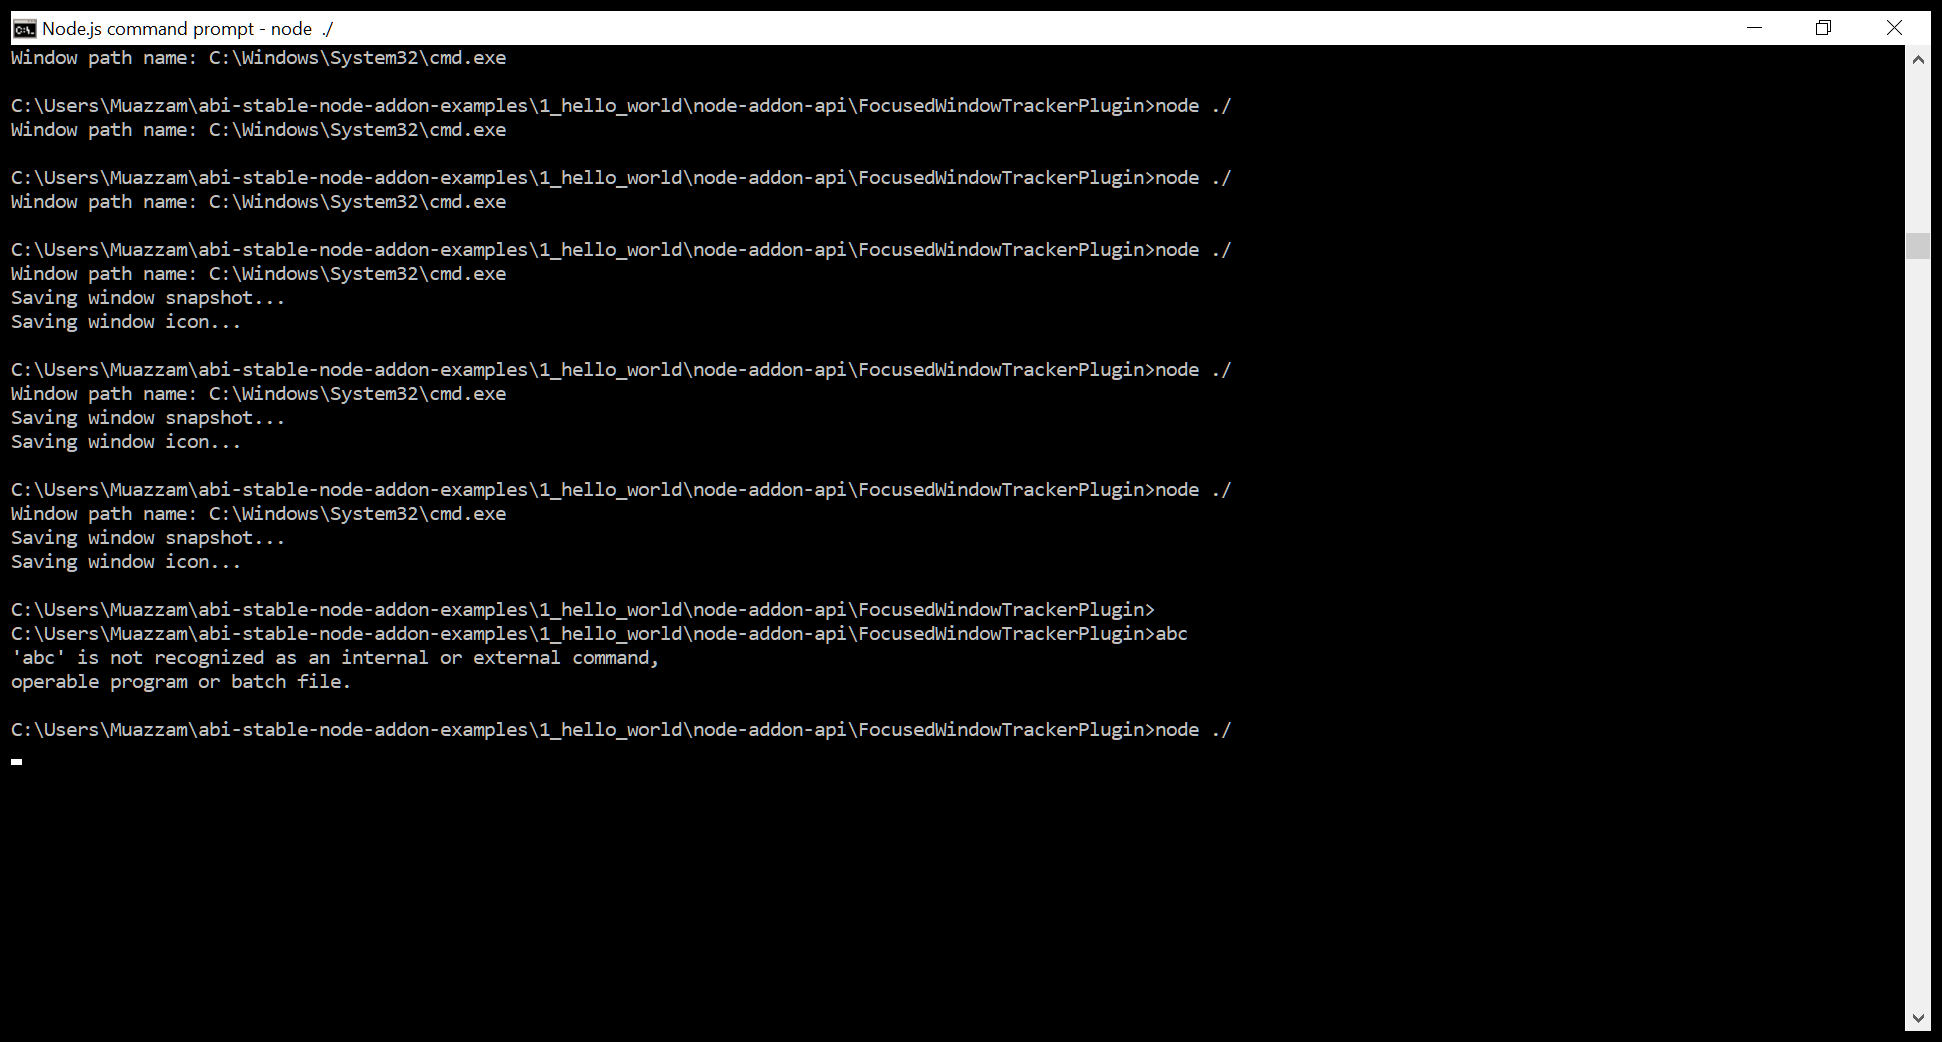 Node.js command prompt - node  ./
Window path name: C:\Windows\System32\cmd.exe
C:\Users\Muazzam\abi-stable-node-addon-examples\1_hello_world\node-addon-api\FocusedWindowTrackerPlugin>node ./
Window path name: C:\Windows\System32\cmd.exe
C:\Users\Muazzam\abi-stable-node-addon-examples\1_hello_world\node-addon-api\FocusedWindowTrackerPlugin>node ./
Window path name: C:\Windows\System32\cmd.exe
C:\Users\Muazzam\abi-stable-node-addon-examples\1_hello_world\node-addon-api\FocusedWindowTrackerPlugin>node ./
Window path name: C:\Windows\System32\cmd.exe
Saving window snapshot...
Saving window icon...
C:\Users\Muazzam\abi-stable-node-addon-examples\1_hello_world\node-addon-api\FocusedWindowTrackerPlugin>node ./
Window path name: C:\Windows\System32\cmd.exe
Saving window snapshot...
Saving window icon...
C:\Users\Muazzam\abi-stable-node-addon-examples\1_hello_world\node-addon-api\FocusedWindowTrackerPlugin>node ./
Window path name: C:\Windows\System32\cmd.exe
Saving window snapshot...
Saving window icon...
C:\Users\Muazzam\abi-stable-node-addon-examples\1_hello_world\node-addon-api\FocusedWindowTrackerPlugin>
C:\Users\Muazzam\abi-stable-node-addon-examples\1_hello_world\node-addon-api\FocusedWindowTrackerPlugin>abc
'abc' is not recognized as an internal or external command,
operable program or batch file.
C:\Users\Muazzam\abi-stable-node-addon-examples\1_hello_world\node-addon-api\FocusedWindowTrackerPlugin>node ./